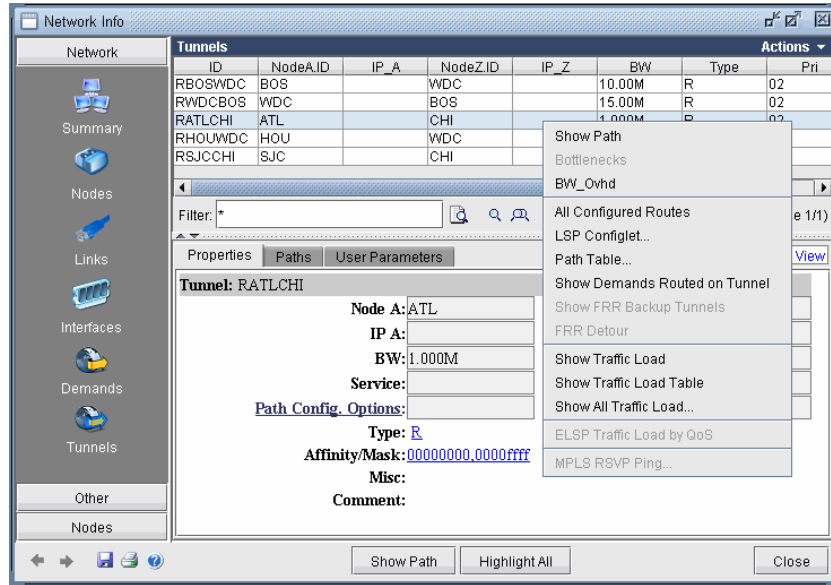 Network Info
Network
Summary
Nodes
Links
Interfaces
Demands
Tunnels
Other
Nodes
Tunnels Actions
ID NodeA.ID IP_A NodeZ.ID IP_Z BW Type Pri
RBOSWDC BOS WDC 10.00M R 02
RWDCBOS WDC BOS 15.00M R 02
RATLCHI ATL CHI 1.000M R 02
RHOUWDC HOU WDC
RSJCCHI SJC CHI
Filter: * e 1/1)
Properties Paths User Parameters View
Tunnel: RATLCHI
Node A: ATL
IP A:
BW: 1.000M
Service:
Path Config. Options:
Type: R
Affinity/Mask: 00000000,0000ffff
Misc:
Comment:
Show Path
Bottlenecks
BW_Ovhd
All Configured Routes
LSP Configlet...
Path Table...
Show Demands Routed on Tunnel
Show FRR Backup Tunnels
FRR Detour
Show Traffic Load
Show Traffic Load Table
Show All Traffic Load...
ELSP Traffic Load by QoS
MPLS RSVP Ping...
Show Path Highlight All Close